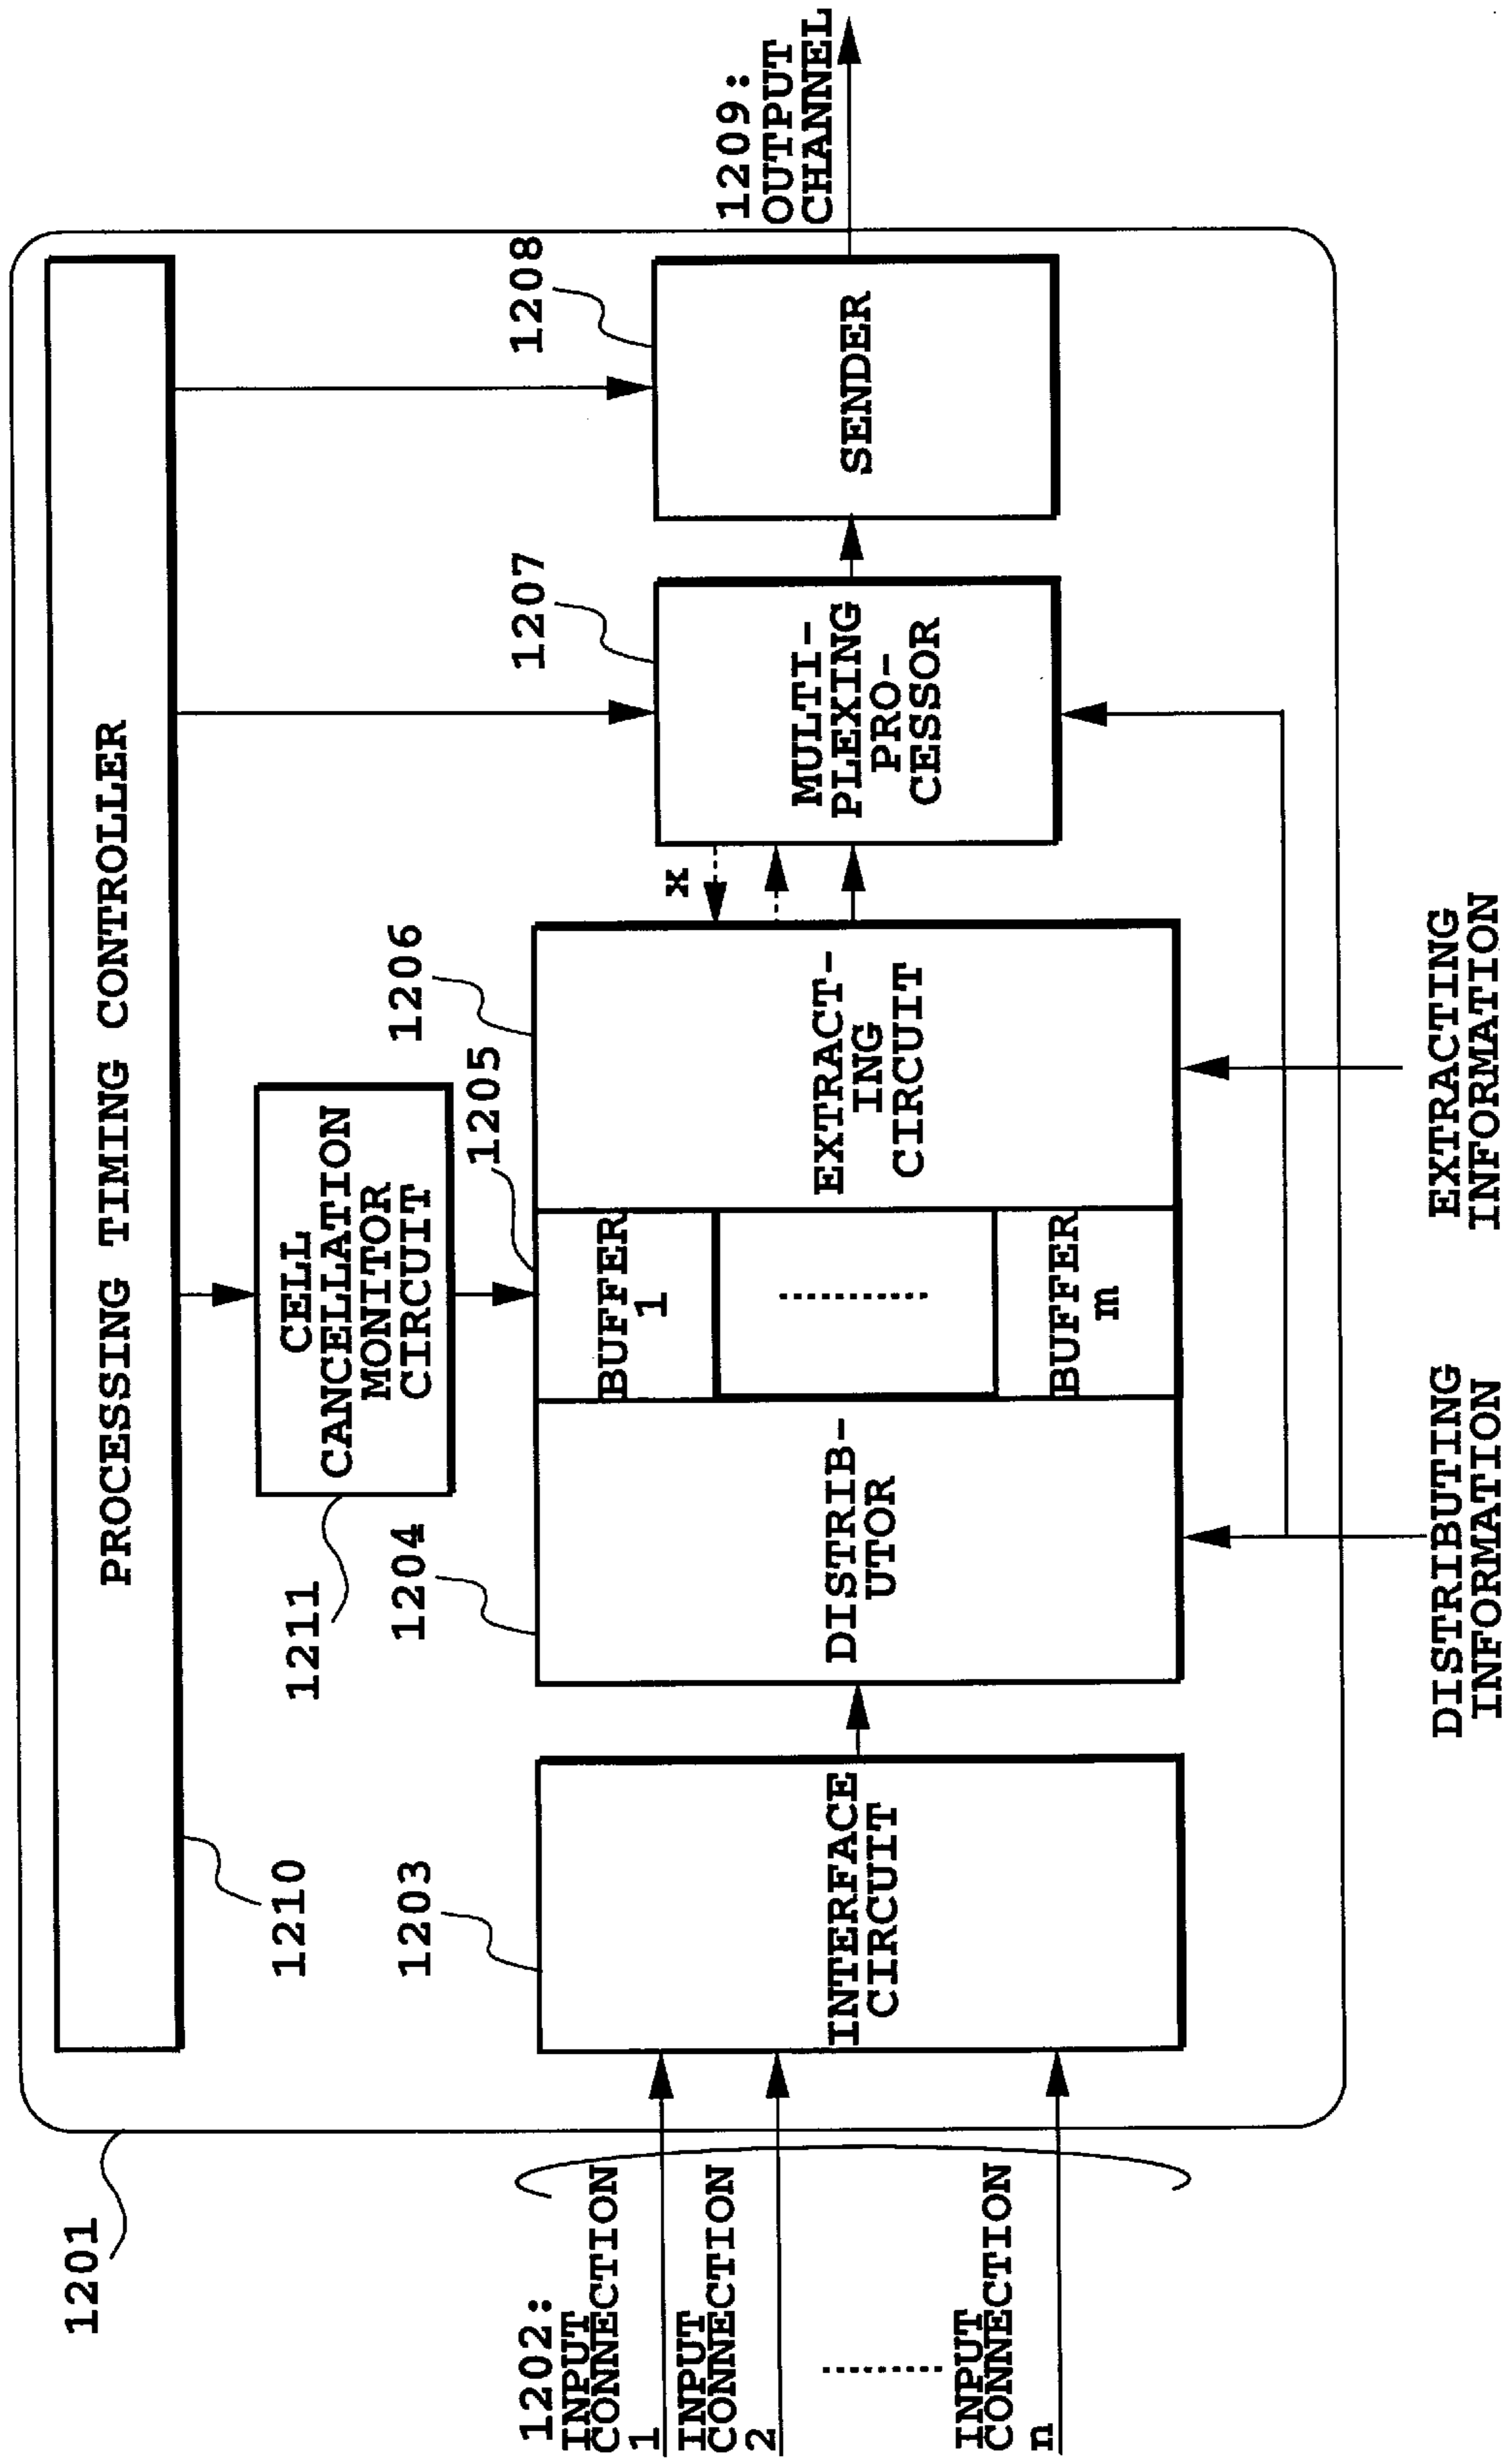 1201
PROCESSING TIMING CONTROLLER
1210
1211
CELL
CANCELLATION
MONITOR
CIRCUIT
1202:
INPUT
CONNECTION
1
INPUT
CONNECTION
2
INPUT
CONNECTION
n
1203
INTERFACE
CIRCUIT
1204
DISTRIB-
UTOR
1205
BUFFER
1
BUFFER
m
1206
EXTRACT-
ING
CIRCUIT
x
1207
MULTI-
PLEXING
PRO-
CESSOR
1208
SENDER
1209:
OUTPUT
CHANNEL
DISTRIBUTING
INFORMATION
EXTRACTING
INFORMATION